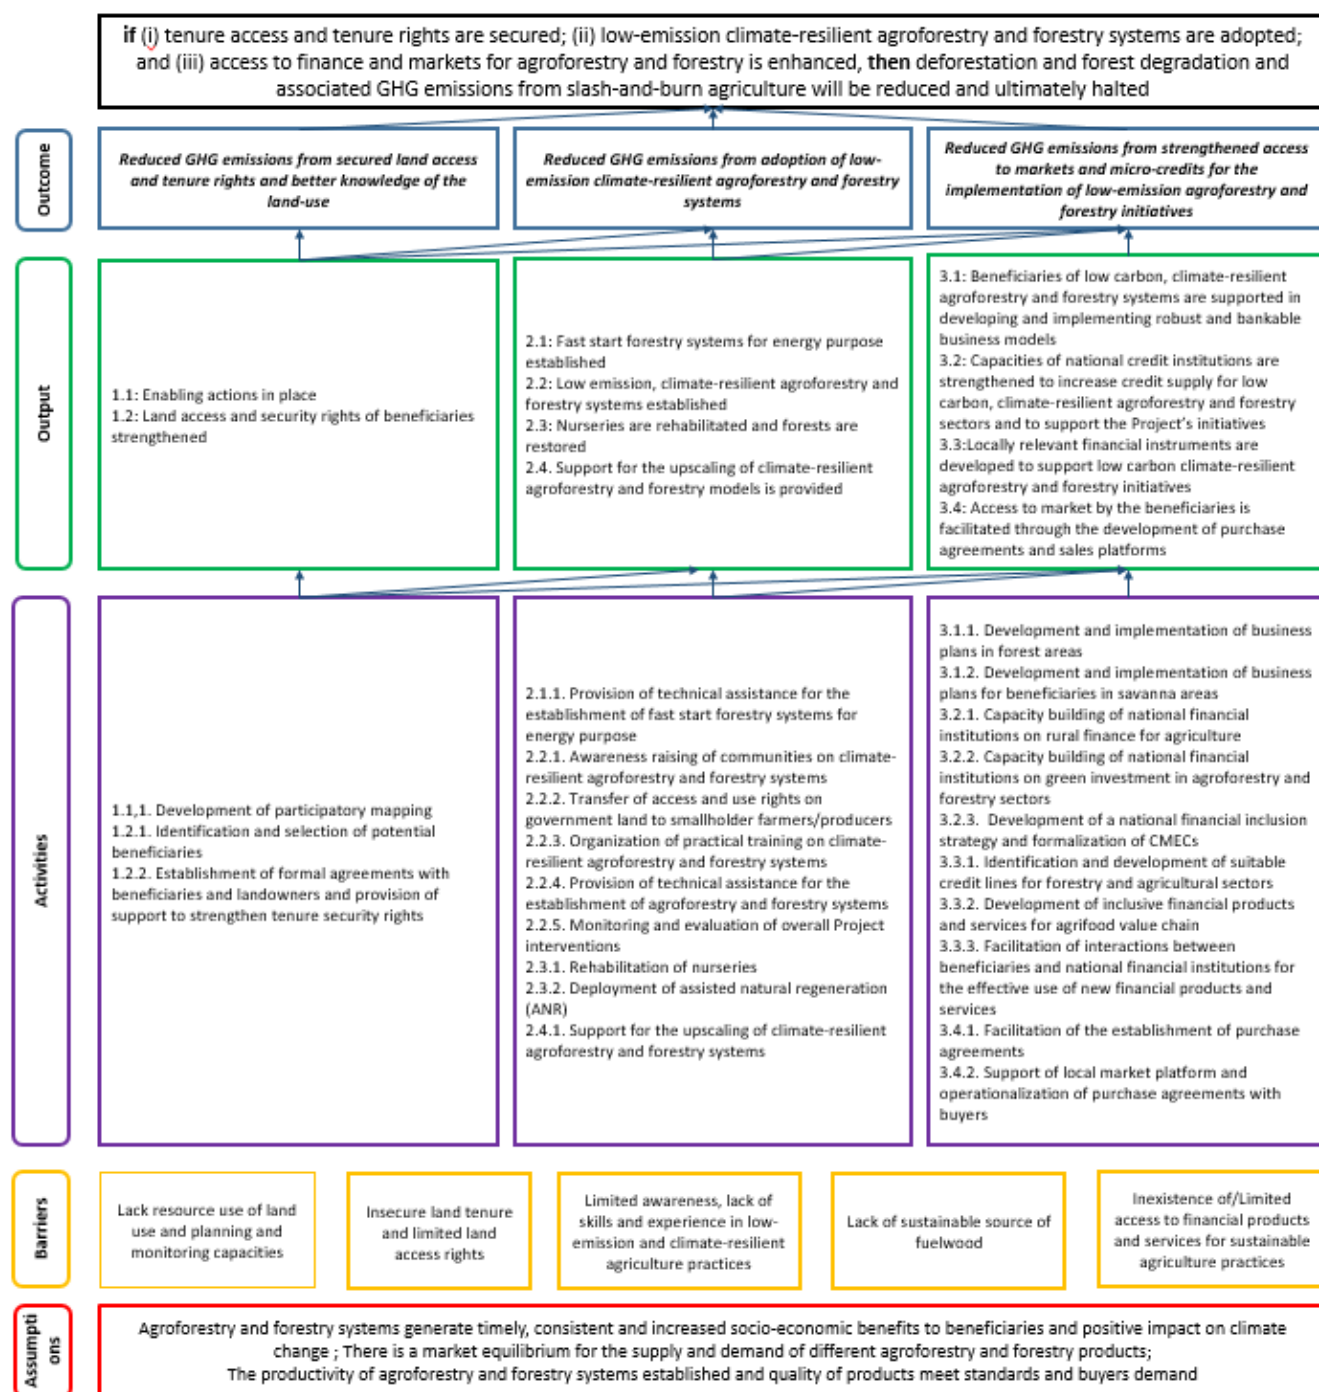 if (i) tenure access and tenure rights are secured; (ii) low-emission climate-resilient agroforestry and forestry systems are adopted;
and (iii) access to finance and markets for agroforestry and forestry is enhanced, then deforestation and forest degradation and
associated GHG emissions from slash-and-burn agriculture will be reduced and ultimately halted
Outcome
Reduced GHG emissions from secured land access
and tenure rights and better knowledge of the
land-use
Reduced GHG emissions from adoption of low-
emission climate-resilient agroforestry and forestry
systems
Reduced GHG emissions from strengthened access
to markets and micro-credits for the
implementation of low-emission agroforestry and
forestry initiatives
Output
1.1: Enabling actions in place
1.2: Land access and security rights of beneficiaries
strengthened
2.1: Fast start forestry systems for energy purpose
established
2.2: Low emission, climate-resilient agroforestry and
forestry systems established
2.3: Nurseries are rehabilitated and forests are
restored
2.4. Support for the upscaling of climate-resilient
agroforestry and forestry models is provided
3.1: Beneficiaries of low carbon, climate-resilient
agroforestry and forestry systems are supported in
developing and implementing robust and bankable
business models
3.2: Capacities of national credit institutions are
strengthened to increase credit supply for low
carbon, climate-resilient agroforestry and forestry
sectors and to support the Project's initiatives
3.3:Locally relevant financial instruments are
developed to support low carbon climate-resilient
agroforestry and forestry initiatives
3.4: Access to market by the beneficiaries is
facilitated through the development of purchase
agreements and sales platforms
Activities
1.1,1. Development of participatory mapping
1.2.1. Identification and selection of potential
beneficiaries
1.2.2. Establishment of formal agreements with
beneficiaries and landowners and provision of
support to strengthen tenure security rights
2.1.1. Provision of technical assistance for the
establishment of fast start forestry systems for
energy purpose
2.2.1. Awareness raising of communities on climate-
resilient agroforestry and forestry systems
2.2.2. Transfer of access and use rights on
government land to smallholder farmers/producers
2.2.3. Organization of practical training on climate-
resilient agroforestry and forestry systems
2.2.4. Provision of technical assistance for the
establishment of agroforestry and forestry systems
2.2.5. Monitoring and evaluation of overall Project
interventions
2.3.1. Rehabilitation of nurseries
2.3.2. Deployment of assisted natural regeneration
(ANR)
2.4.1. Support for the upscaling of climate-resilient
agroforestry and forestry systems
3.1.1. Development and implementation of business
plans in forest areas
3.1.2. Development and implementation of business
plans for beneficiaries in savanna areas
3.2.1. Capacity building of national financial
institutions on rural finance for agriculture
3.2.2. Capacity building of national financial
institutions on green investment in agroforestry and
forestry sectors
3.2.3. Development of a national financial inclusion
strategy and formalization of CMECs
3.3.1. Identification and development of suitable
credit lines for forestry and agricultural sectors
3.3.2. Development of inclusive financial products
and services for agrifood value chain
3.3.3. Facilitation of interactions between
beneficiaries and national financial institutions for
the effective use of new financial products and
services
3.4.1. Facilitation of the establishment of purchase
agreements
3.4.2. Support of local market platform and
operationalization of purchase agreements with
buyers
Barriers
Lack resource use of land
use and planning and
monitoring capacities
Insecure land tenure
and limited land
access rights
Limited awareness, lack of
skills and experience in low-
emission and climate-resilient
agriculture practices
Lack of sustainable source of
fuelwood
Inexistence of/Limited
access to financial products
and services for sustainable
agriculture practices
Assumpti
ons
Agroforestry and forestry systems generate timely, consistent and increased socio-economic benefits to beneficiaries and positive impact on climate
change ; There is a market equilibrium for the supply and demand of different agroforestry and forestry products;
The productivity of agroforestry and forestry systems established and quality of products meet standards and buyers demand